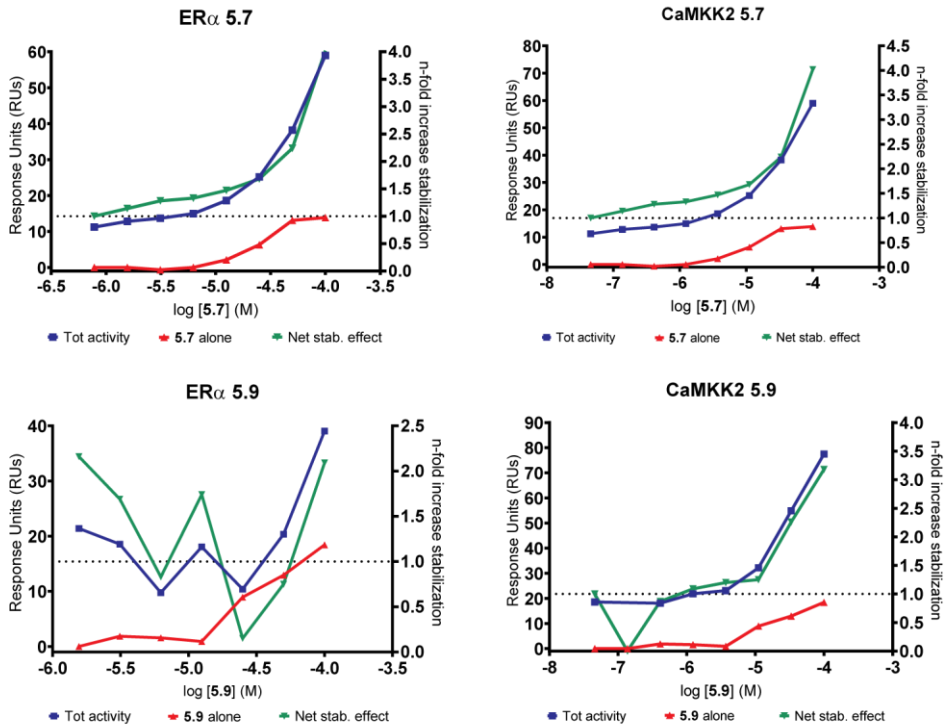 ERα 5.7
Response Units (RUs)
60
50
40
30
20
10
0
4.0
3.5
3.0
2.5
2.0
1.5
1.0
0.5
0.0
n-fold increase stabilization
-6.5 -6.0 -5.5 -5.0 -4.5 -4.0 -3.5
log [5.7] (M)
Tot activity 5.7 alone Net stab. effect
CaMKK2 5.7
Response Units (RUs)
80
70
60
50
40
30
20
10
0
4.5
4.0
3.5
3.0
2.5
2.0
1.5
1.0
0.5
0.0
n-fold increase stabilization
-8 -7 -6 -5 -4 -3
log [5.7] (M)
Tot activity 5.7 alone Net stab. effect
ERα 5.9
Response Units (RUs)
40
30
20
10
0
2.5
2.0
1.5
1.0
0.5
0.0
n-fold increase stabilization
-6.0 -5.5 -5.0 -4.5 -4.0 -3.5
log [5.9] (M)
Tot activity 5.9 alone Net stab. effect
CaMKK2 5.9
Response Units (RUs)
90
80
70
60
50
40
30
20
10
0
4.0
3.5
3.0
2.5
2.0
1.5
1.0
0.5
0.0
n-fold increase stabilization
-8 -7 -6 -5 -4 -3
log [5.9] (M)
Tot activity 5.9 alone Net stab. effect